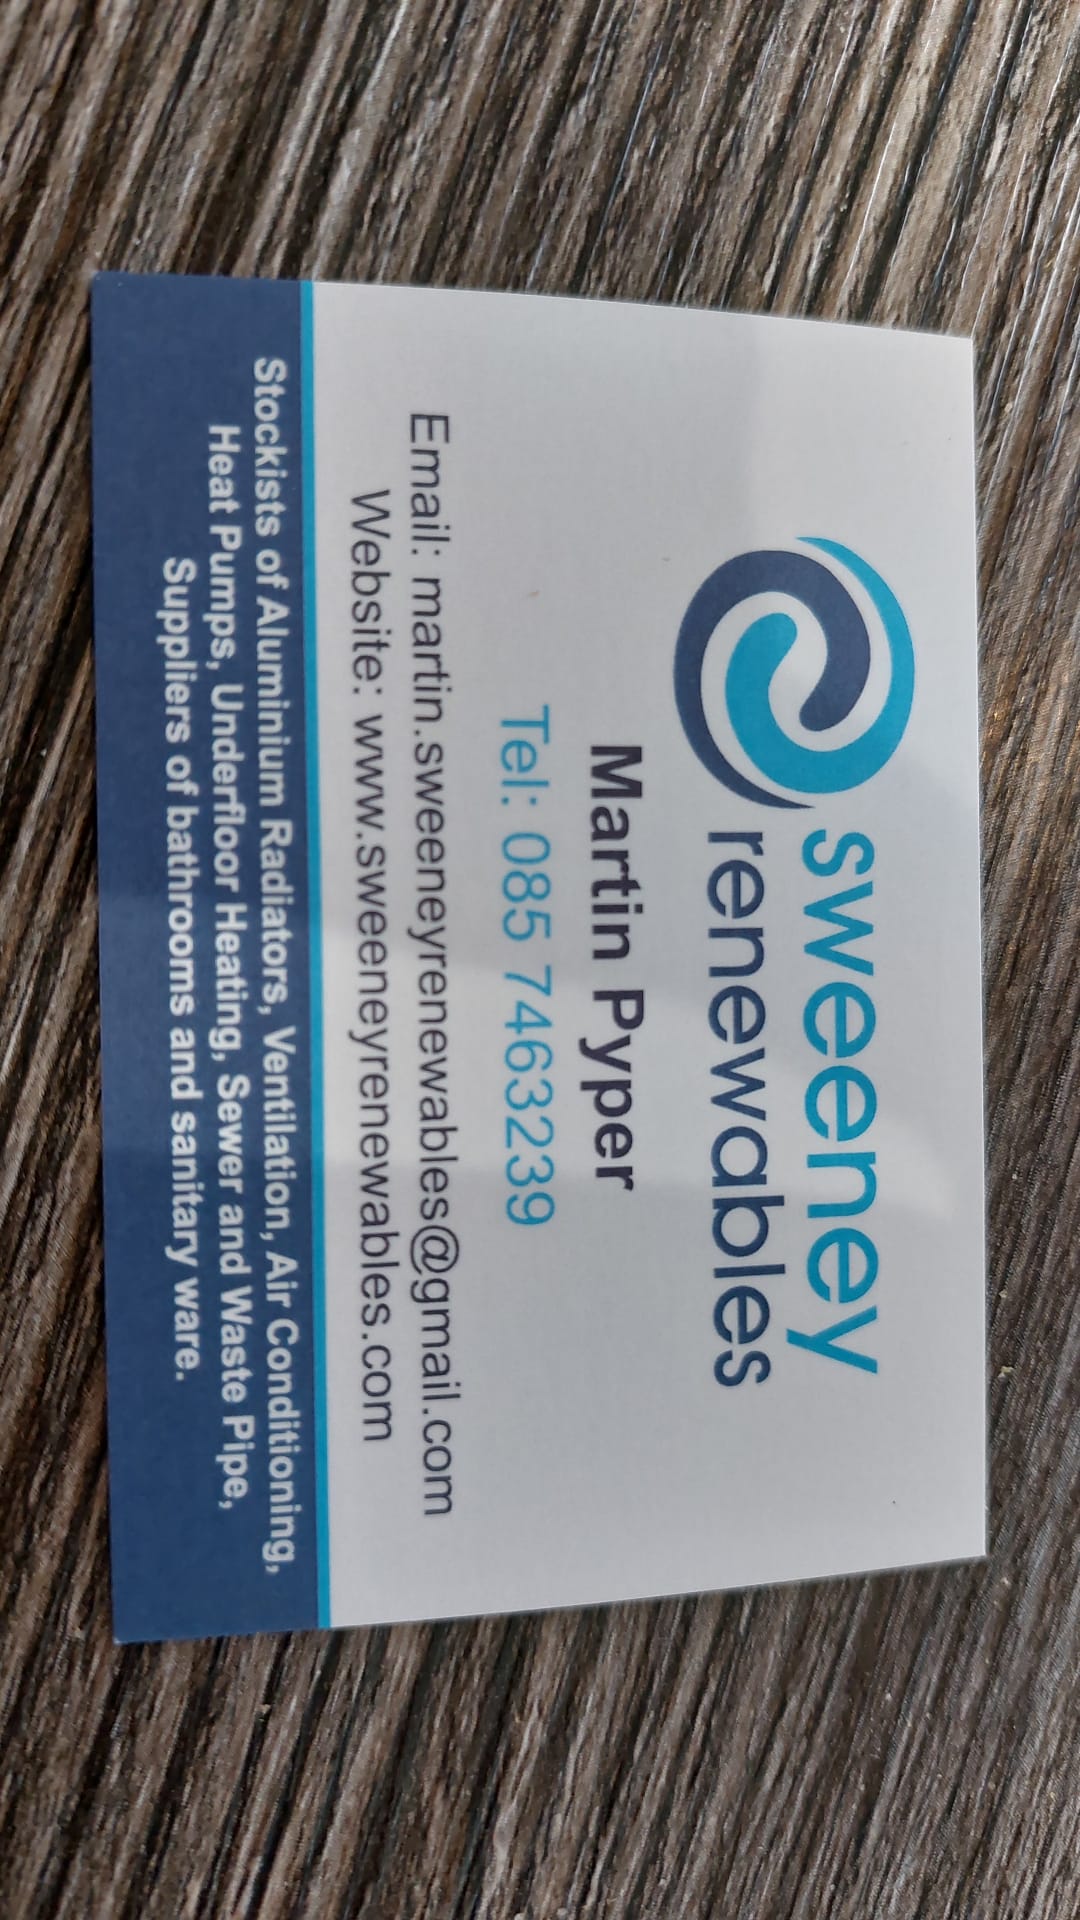 sweeney
renewables
Martin Pyper
Tel: 085 7463239
Email: martin.sweeneyrenewables@gmail.com
Website: www.sweeneyrenewables.com
Stockists of Aluminium Radiators, Ventilation, Air Conditioning,
Heat Pumps, Underfloor Heating, Sewer and Waste Pipe,
Suppliers of bathrooms and sanitary ware.